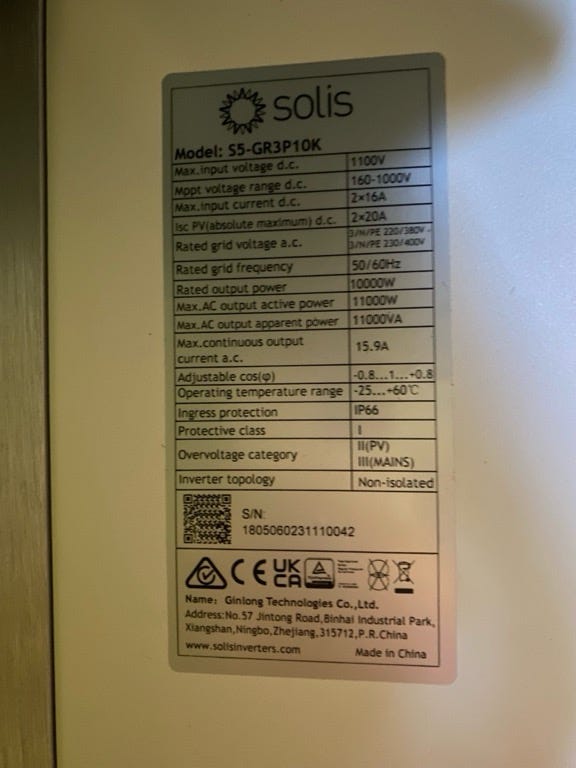 solis
Model: S5-GR3P10K
Max.input voltage d.c. 1100V
Mppt voltage range d.c. 160-1000V
Max.input current d.c. 2×16A
Isc PV(absolute maximum) d.c. 2×20A
Rated grid voltage a.c. 3/N/PE 220/380V -
3/N/PE 230/400V
Rated grid frequency 50/60Hz
Rated output power 10000W
Max.AC output active power 11000W
Max.AC output apparent power 11000VA
Max.continuous output
current a.c. 15.9A
Adjustable cos(φ) -0.8...1...+0.8
Operating temperature range -25...+60℃
Ingress protection IP66
Protective class I
Overvoltage category II(PV)
III(MAINS)
Inverter topology Non-isolated
S/N:
1805060231110042
CE UK
CA
Name: Ginlong Technologies Co.,Ltd.
Address:No.57 Jintong Road,Binhai Industrial Park,
Xiangshan,Ningbo,Zhejiang,315712,P.R.China
www.solisinverters.com Made in China